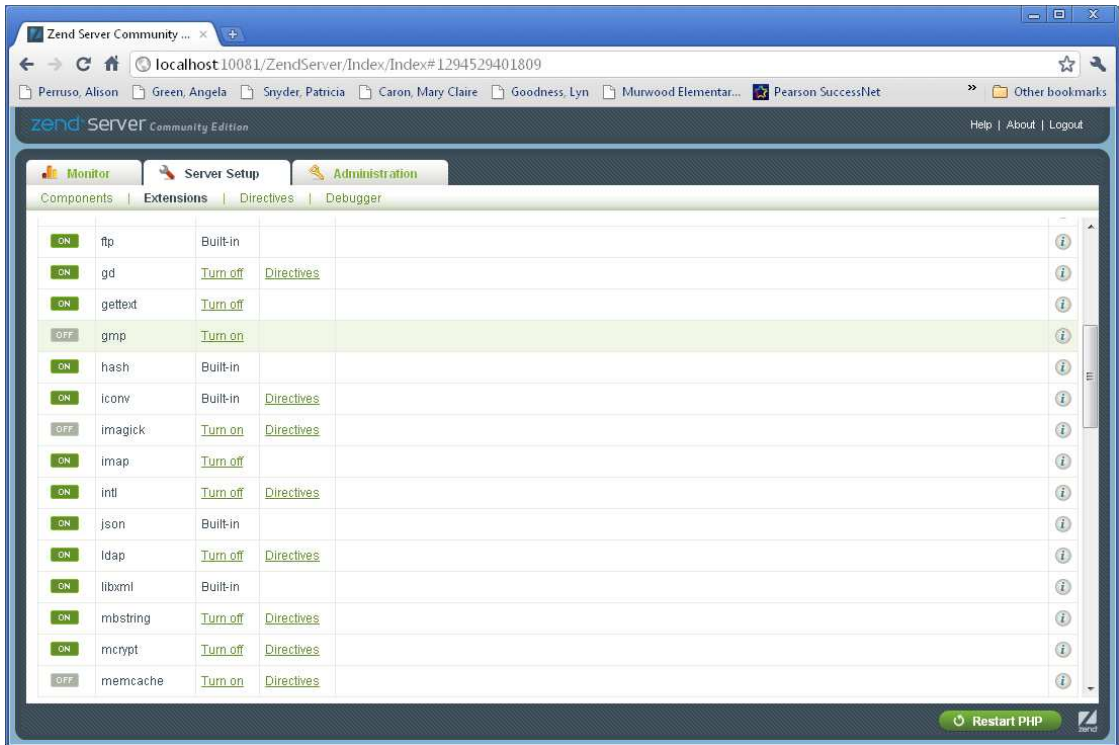 Zend Server Community ...
localhost:10081/ZendServer/Index/Index#1294529401809
Perruso, Alison Green, Angela Snyder, Patricia Caron, Mary Claire Goodness, Lyn Murwood Elementar... Pearson SuccessNet » Other bookmarks
zend server Community Edition Help | About | Logout
Monitor Server Setup Administration
Components | Extensions | Directives | Debugger
ON ftp Built-in
ON gd Turn off Directives
ON gettext Turn off
OFF gmp Turn on
ON hash Built-in
ON iconv Built-in Directives
OFF imagick Turn on Directives
ON imap Turn off
ON intl Turn off Directives
ON json Built-in
ON ldap Turn off Directives
ON libxml Built-in
ON mbstring Turn off Directives
ON mcrypt Turn off Directives
OFF memcache Turn on Directives
Restart PHP zend